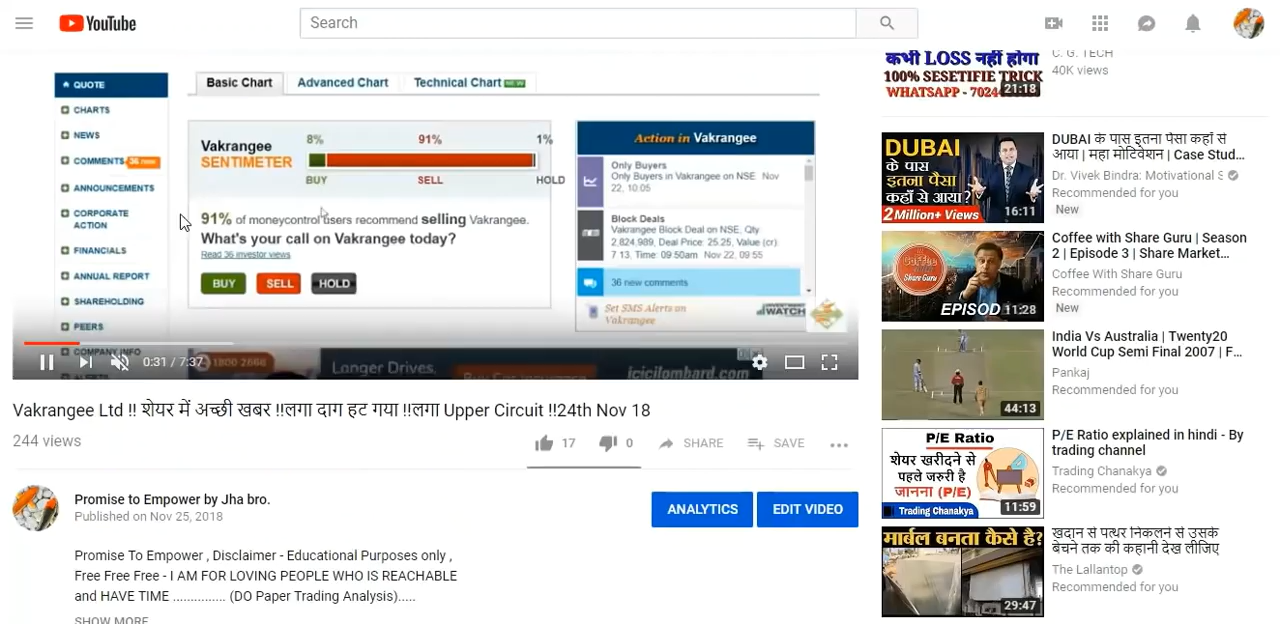 YouTube
Search
QUOTE
CHARTS
NEWS
COMMENTS 36 new
ANNOUNCEMENTS
CORPORATE
ACTION
FINANCIALS
ANNUAL REPORT
SHAREHOLDING
PEERS
COMPANY INFO
Basic Chart
Advanced Chart
Technical Chart
Vakrangee
SENTIMETER
8% 91% 1%
BUY SELL HOLD
91% of moneycontrol users recommend selling Vakrangee.
What's your call on Vakrangee today?
Read 36 investor views
BUY SELL HOLD
Action in Vakrangee
Only Buyers
Only Buyers in Vakrangee on NSE Nov
22, 10:05
Block Deals
Vakrangee Block Deal on NSE, Qty
2,824,989, Deal Price: 25.25, Value (cr)
7.13, Time: 09:50am Nov 22, 09:55
36 new comments
Set SMS Alerts on
Vakrangee
WATCH
1800 2666
Longer Drives.
Buy Car Insurance
icicilombard.com
0:31 / 7:37
Vakrangee Ltd !! शेयर में अच्छी खबर !!लगा दाग हट गया !!लगा Upper Circuit !!24th Nov 18
244 views
17
0
SHARE
SAVE
Promise to Empower by Jha bro.
Published on Nov 25, 2018
ANALYTICS
EDIT VIDEO
Promise To Empower , Disclaimer - Educational Purposes only ,
Free Free Free - I AM FOR LOVING PEOPLE WHO IS REACHABLE
and HAVE TIME ............... (DO Paper Trading Analysis).....
SHOW MORE
कभी LOSS नहीं होगा
100% SESETIFIE TRICK
WHATSAPP - 7024
21:18
C. G. TECH
40K views
DUBAI
के पास
इतना पैसा
कहाँ से आया?
2 Million+ Views
16:11
DUBAI के पास इतना पैसा कहाँ से
आया | महा मोटिवेशन | Case Stud...
Dr. Vivek Bindra: Motivational S
Recommended for you
New
Coffee
with
Share Guru
EPISOD
11:28
Coffee with Share Guru | Season
2 | Episode 3 | Share Market...
Coffee With Share Guru
Recommended for you
New
44:13
India Vs Australia | Twenty20
World Cup Semi Final 2007 | F...
Pankaj
Recommended for you
P/E Ratio
शेयर खरीदने से
पहले जरुरी है
जानना (P/E)
Trading Chanakya
11:59
P/E Ratio explained in hindi - By
trading channel
Trading Chanakya
Recommended for you
मार्बल बनता कैसे है?
29:47
खदान से पत्थर निकलने से उसके
बेचने तक की कहानी देख लीजिए
The Lallantop
Recommended for you